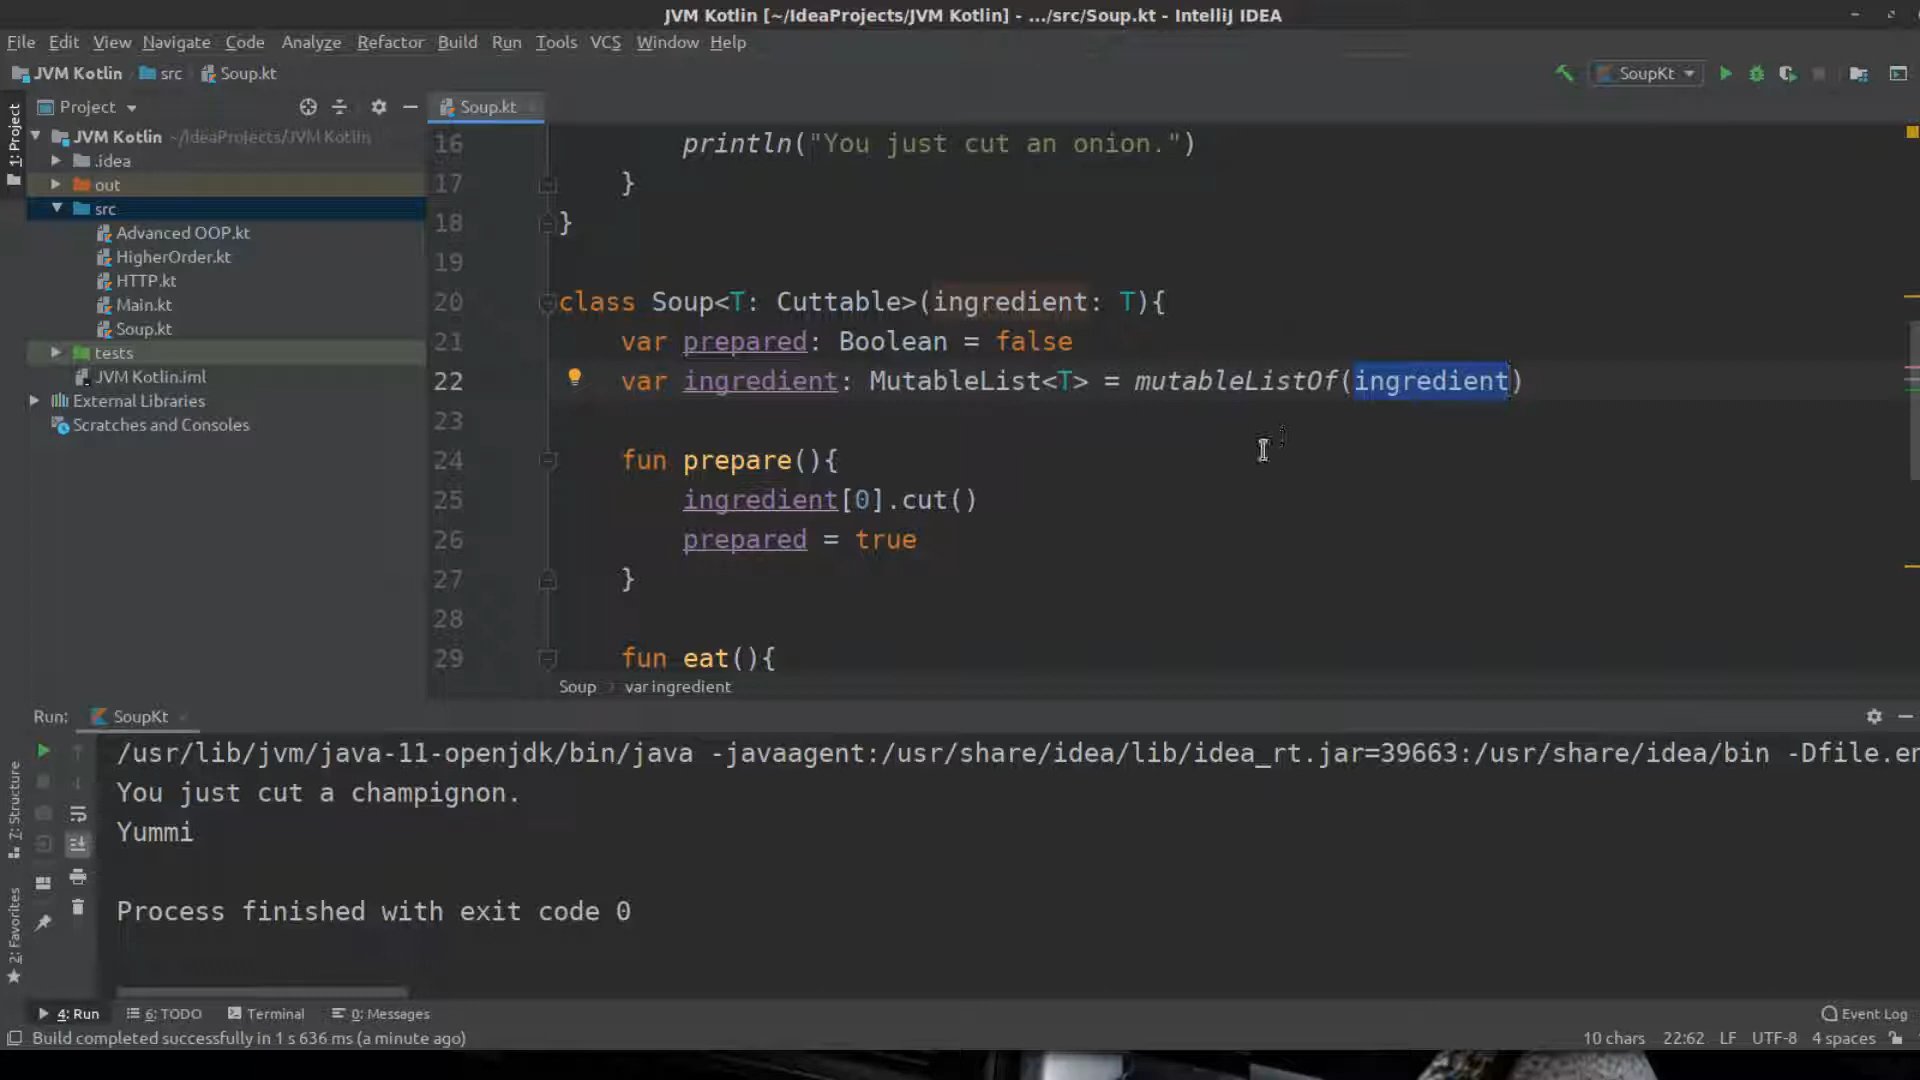 JVM Kotlin [~/IdeaProjects/JVM Kotlin] - .../src/Soup.kt - IntelliJ IDEA
File Edit View Navigate Code Analyze Refactor Build Run Tools VCS Window Help
JVM Kotlin src Soup.kt SoupKt
1: Project
Project
Soup.kt
JVM Kotlin ~/IdeaProjects/JVM Kotlin
.idea
out
src
Advanced OOP.kt
HigherOrder.kt
HTTP.kt
Main.kt
Soup.kt
tests
JVM Kotlin.iml
External Libraries
Scratches and Consoles
16 println("You just cut an onion.")
17 }
18 }
19
20 class Soup<T: Cuttable>(ingredient: T){
21 var prepared: Boolean = false
22 var ingredient: MutableList<T> = mutableListOf(ingredient)
23
24 fun prepare(){
25 ingredient[0].cut()
26 prepared = true
27 }
28
29 fun eat(){
Soup var ingredient
Run: SoupKt
/usr/lib/jvm/java-11-openjdk/bin/java -javaagent:/usr/share/idea/lib/idea_rt.jar=39663:/usr/share/idea/bin -Dfile.en
You just cut a champignon.
Yummi
Process finished with exit code 0
7: Structure
2: Favorites
4: Run 6: TODO Terminal 0: Messages Event Log
Build completed successfully in 1 s 636 ms (a minute ago) 10 chars 22:62 LF UTF-8 4 spaces